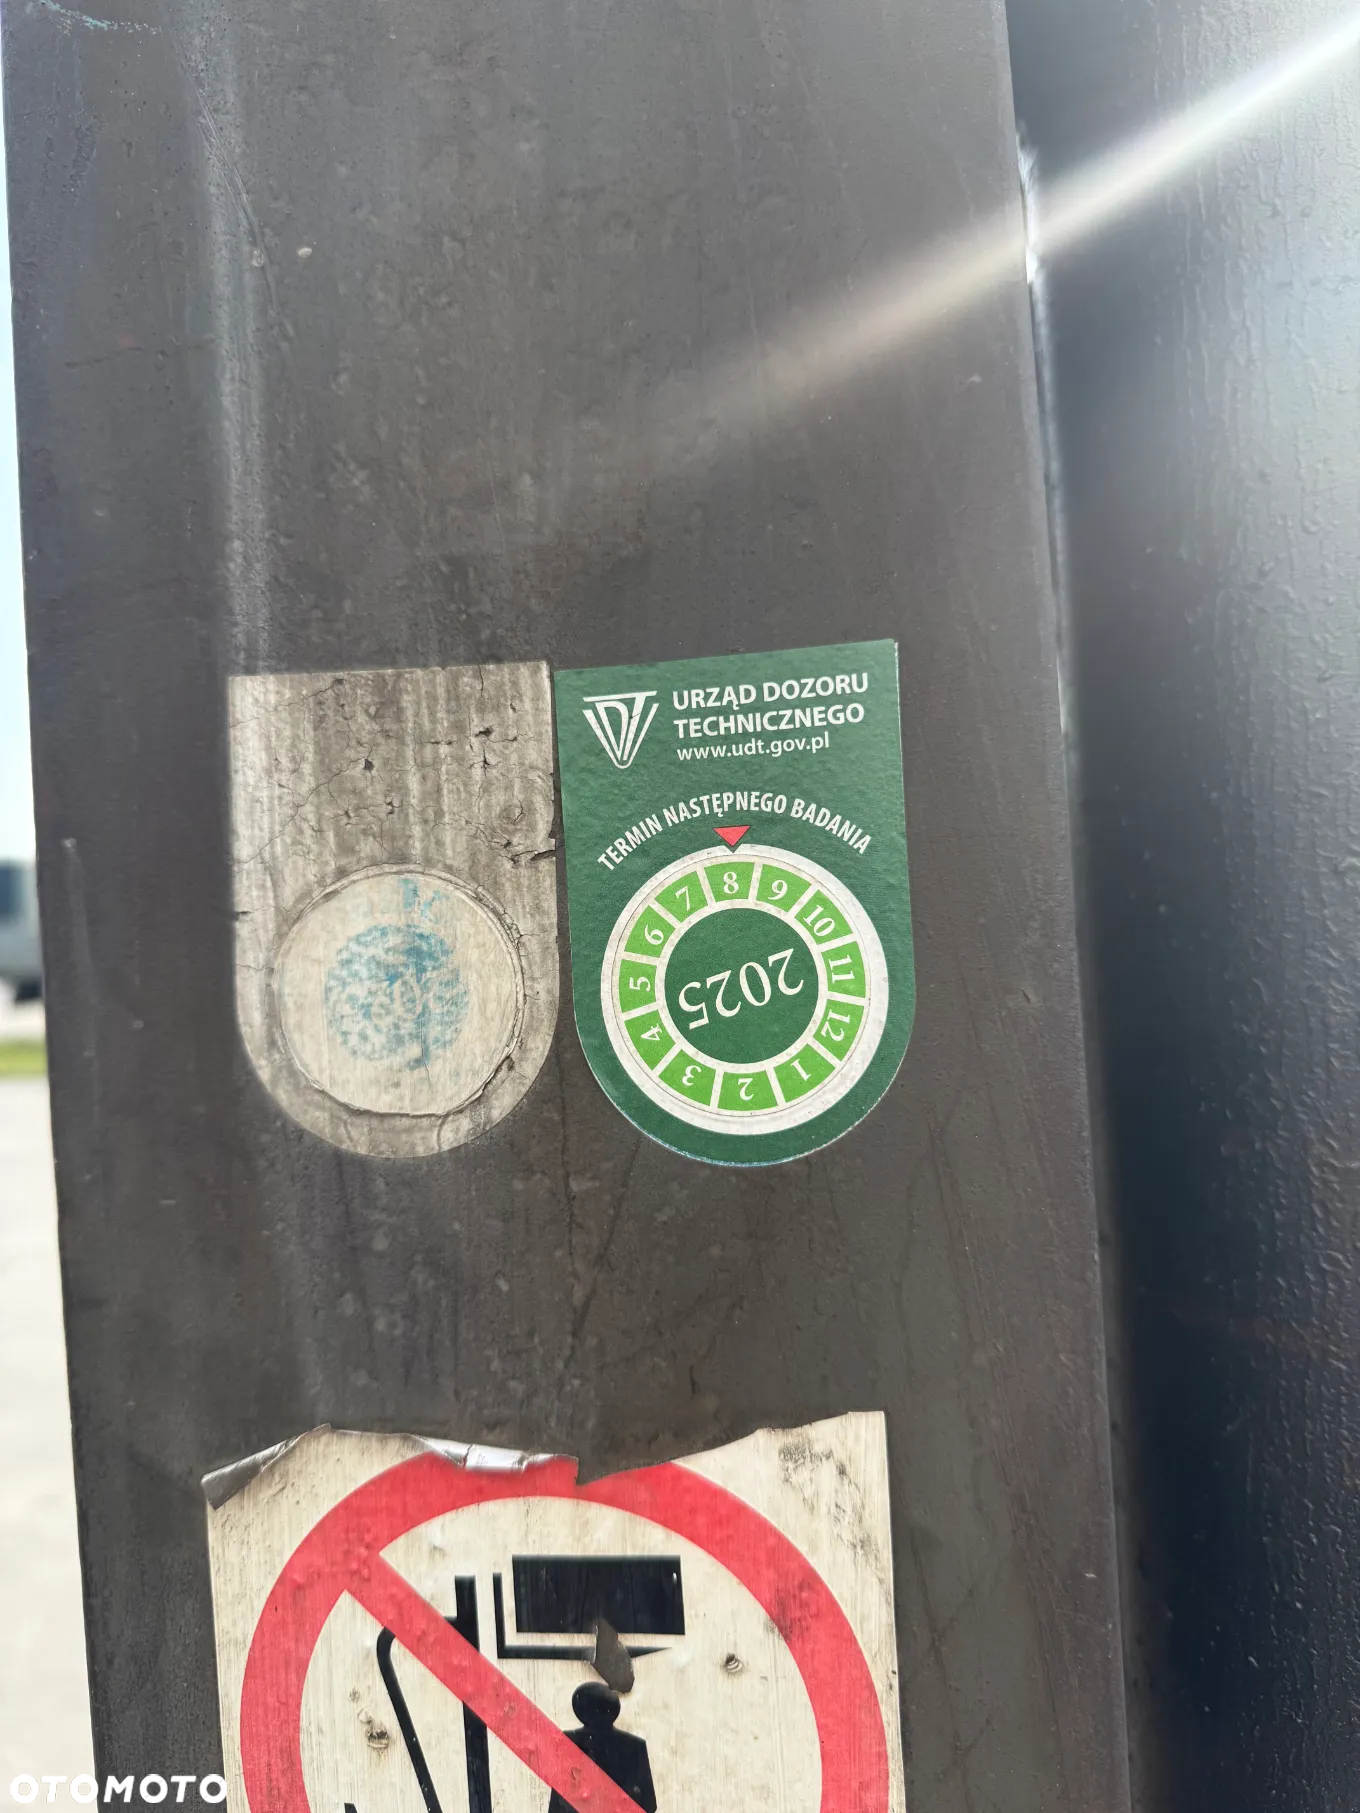 URZĄD DOZORU
TECHNICZNEGO
www.udt.gov.pl
TERMIN NASTĘPNEGO BADANIA
1 2 3 4 5 6 7 8 9 10 11 12
2025
OTOMOTO